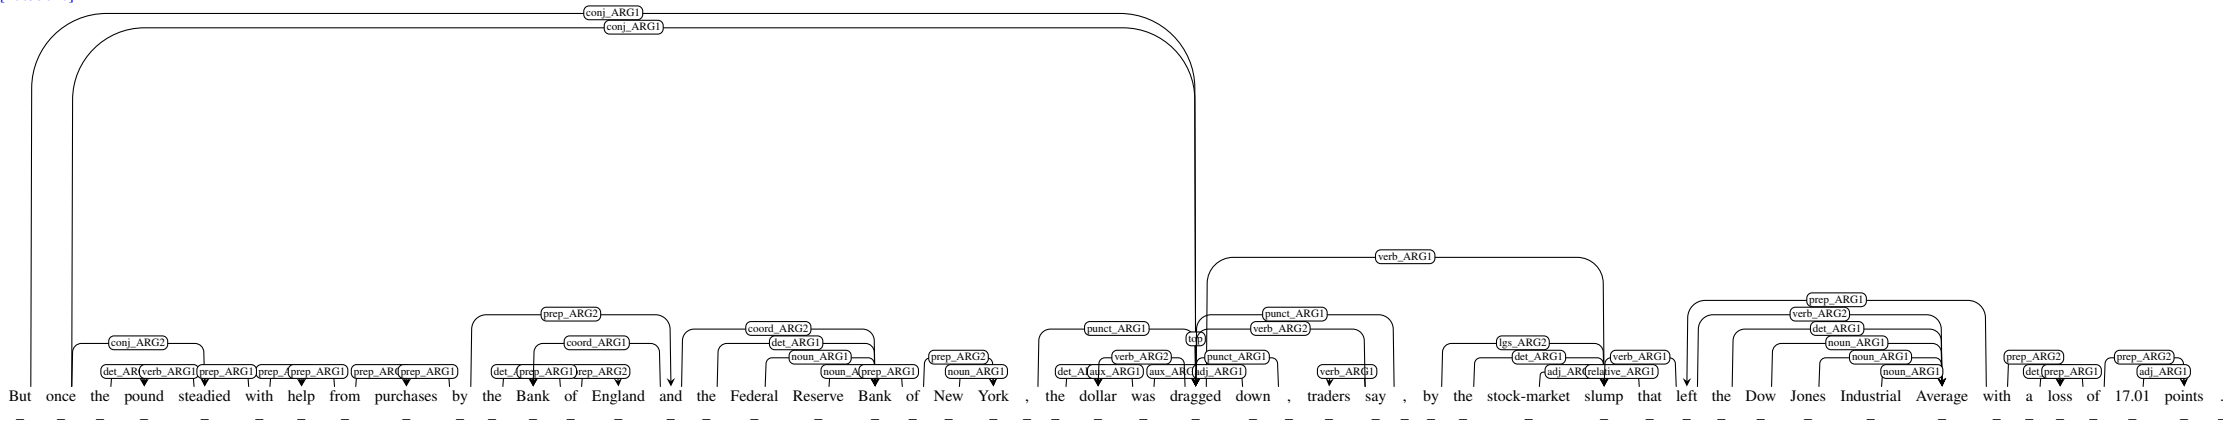 conj_ARG1
conj_ARG1
verb_ARG1
prep_ARG1
prep_ARG2 punct_ARG1 verb_ARG2
coord_ARG2 punct_ARG1 verb_ARG2 det_ARG1
top
conj_ARG2 coord_ARG1 det_ARG1 lgs_ARG2 noun_ARG1
noun_ARG1 prep_ARG2 verb_ARG2 punct_ARG1 det_ARG1 verb_ARG1 noun_ARG1 prep_ARG2 prep_ARG2
verb_ARG1 prep_ARG1 prep_ARG1 prep_ARG1 prep_ARG1 prep_ARG1 noun_ARG1 aux_ARG1 verb_ARG1 relative_ARG1 noun_ARG1 prep_ARG1 adj_ARG1
But once the pound steadied with help from purchases by the Bank of England and the Federal Reserve Bank of New York , the dollar was dragged down , traders say , by the stock-market slump that left the Dow Jones Industrial Average with a loss of 17.01 points .